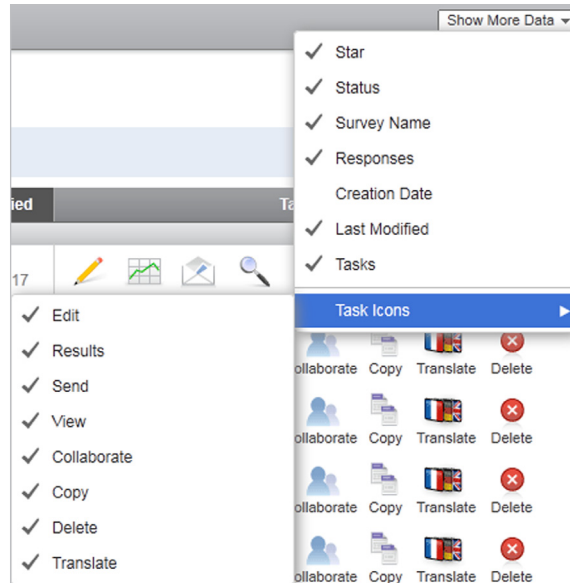 Show More Data
Star
Status
Survey Name
Responses
Creation Date
Last Modified
Tasks
Task Icons
ied
Ta
17
Edit
Results
Send
View
Collaborate
Copy
Delete
Translate
ollaborate Copy Translate Delete
ollaborate Copy Translate Delete
ollaborate Copy Translate Delete
ollaborate Copy Translate Delete